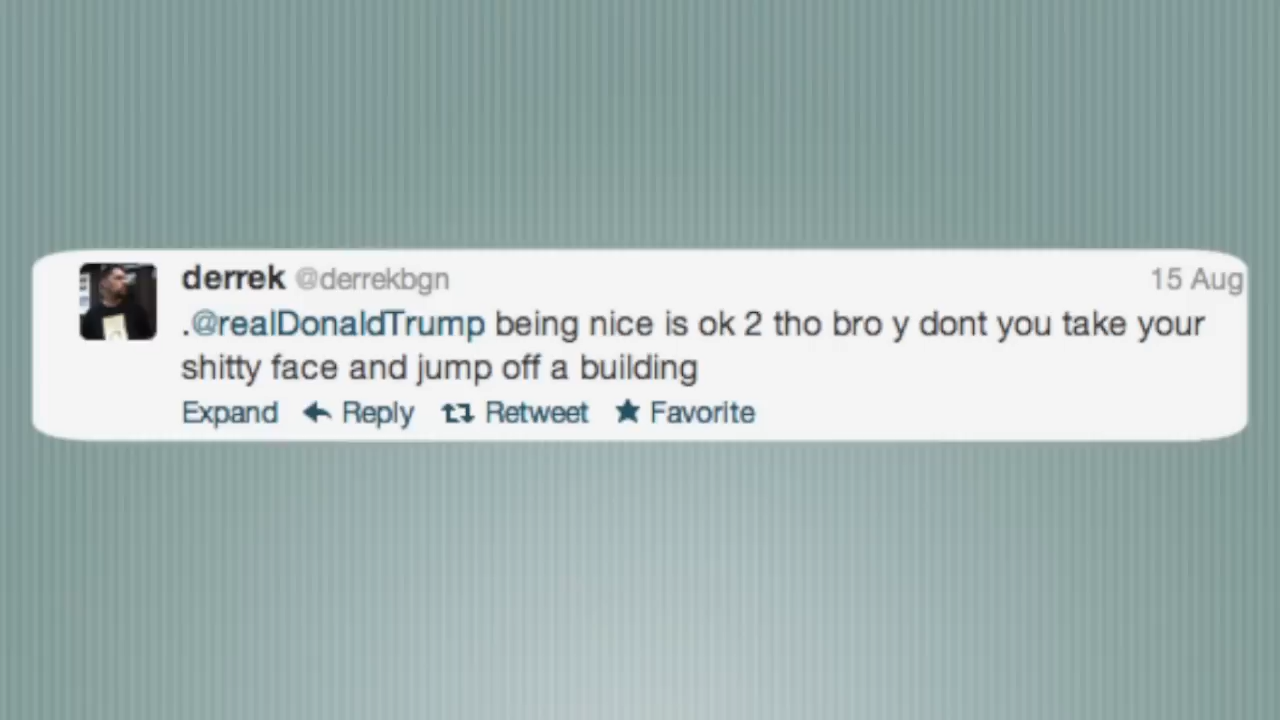 derrek @derrekbgn 15 Aug
.@realDonaldTrump being nice is ok 2 tho bro y dont you take your
shitty face and jump off a building
Expand Reply Retweet Favorite